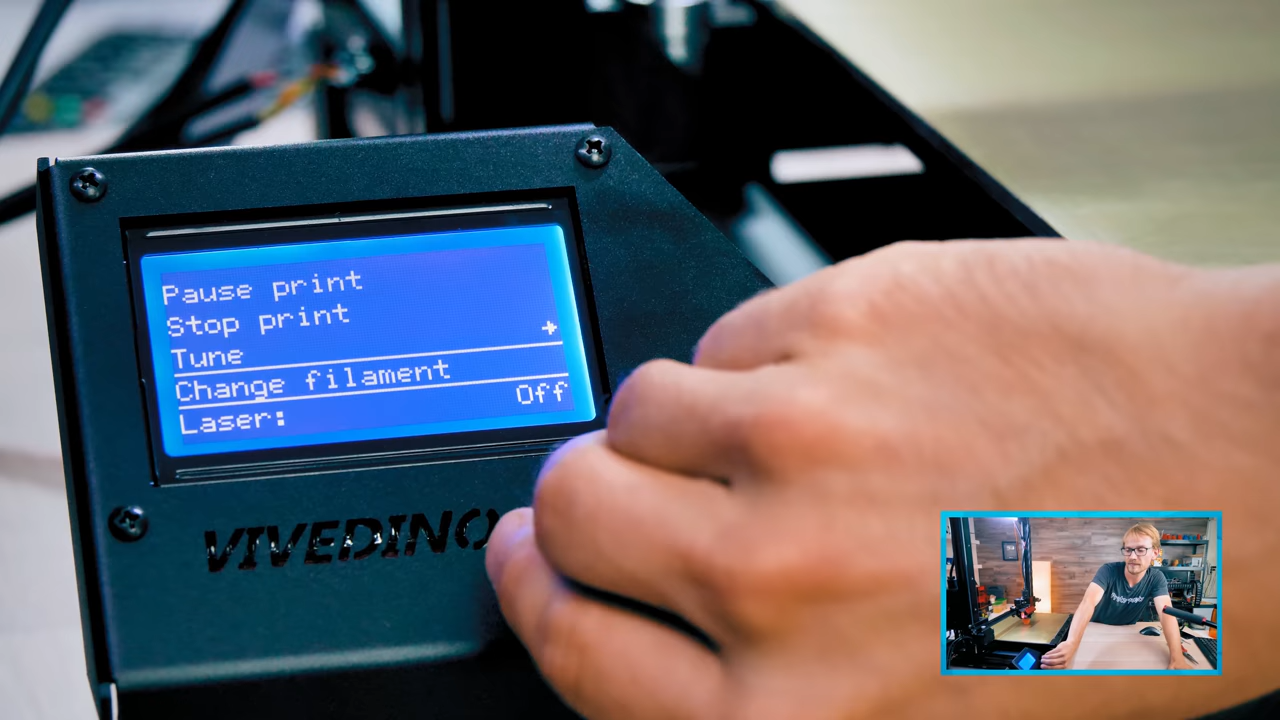 Pause print
Stop print
Tune +
Change filament
Laser: Off
VIVEDINO